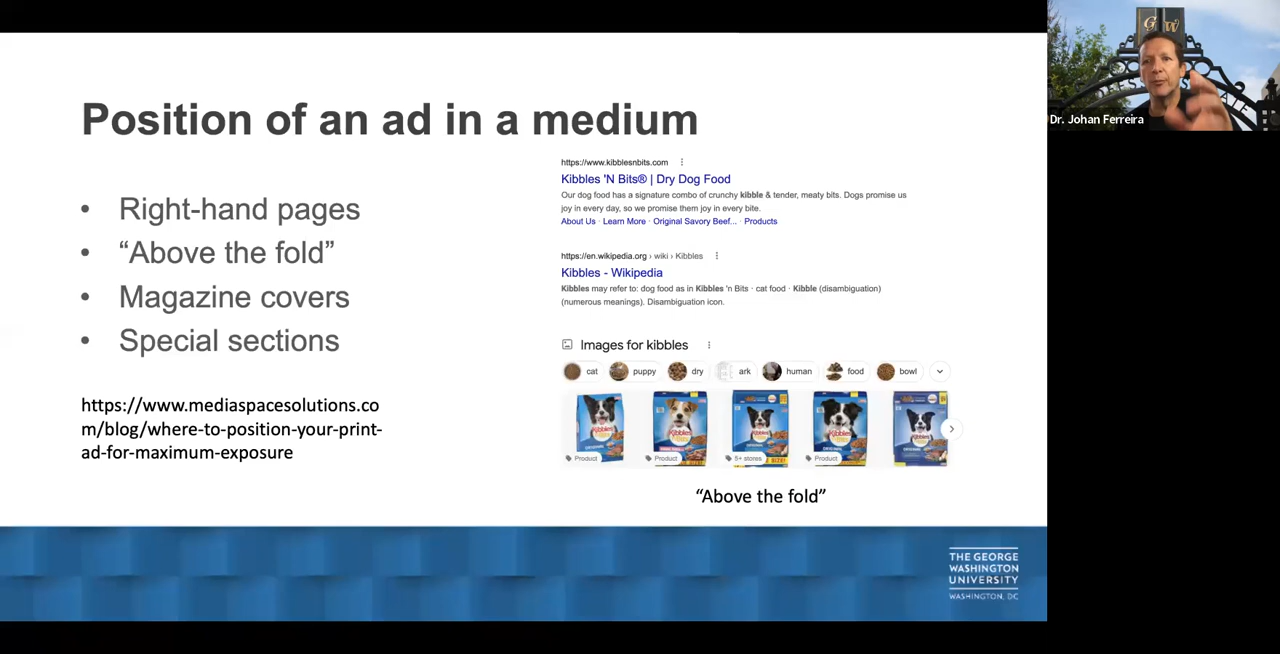 Position of an ad in a medium
• Right-hand pages
• “Above the fold”
• Magazine covers
• Special sections
https://www.mediaspacesolutions.co
m/blog/where-to-position-your-print-
ad-for-maximum-exposure
https://www.kibblesnbits.com
Kibbles 'N Bits® | Dry Dog Food
Our dog food has a signature combo of crunchy kibble & tender, meaty bits. Dogs promise us
joy in every day, so we promise them joy in every bite.
About Us · Learn More · Original Savory Beef... · Products
https://en.wikipedia.org › wiki › Kibbles
Kibbles - Wikipedia
Kibbles may refer to: dog food as in Kibbles 'n Bits · cat food · Kibble (disambiguation)
(numerous meanings). Disambiguation icon.
Images for kibbles
cat puppy dry ark human food bowl
Product Product 5+ stores Product
“Above the fold”
THE GEORGE
WASHINGTON
UNIVERSITY
WASHINGTON, DC
G W
Dr. Johan Ferreira